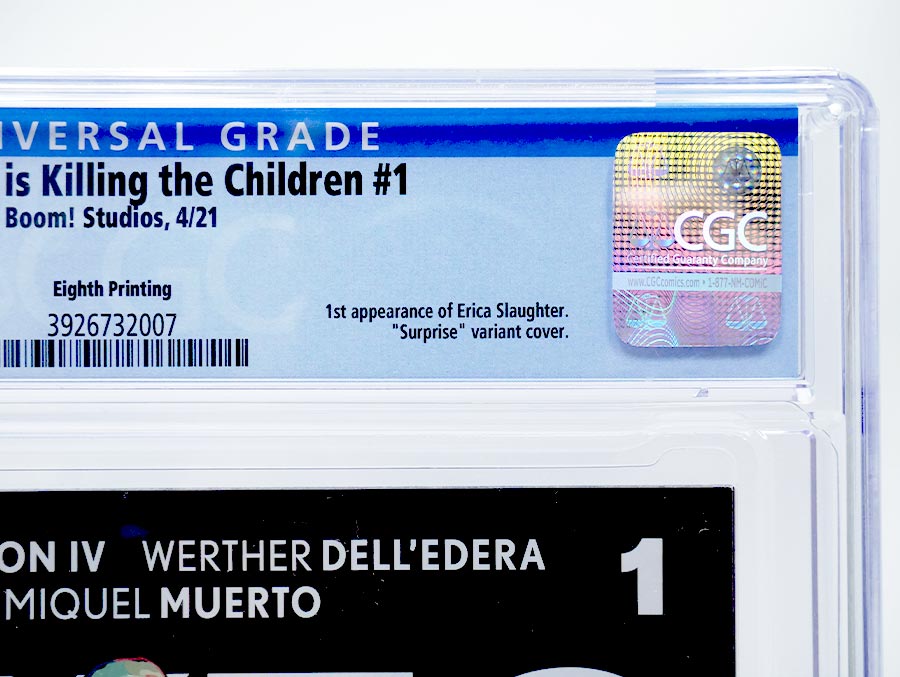 IVERSAL GRADE
is Killing the Children #1
Boom! Studios, 4/21
Eighth Printing
3926732007
1st appearance of Erica Slaughter.
"Surprise" variant cover.
CGC
Certified Guaranty Company
www.CGCcomics.com • 1-877-NM-COMIC
ON IV WERTHER DELL'EDERA
MIQUEL MUERTO
1